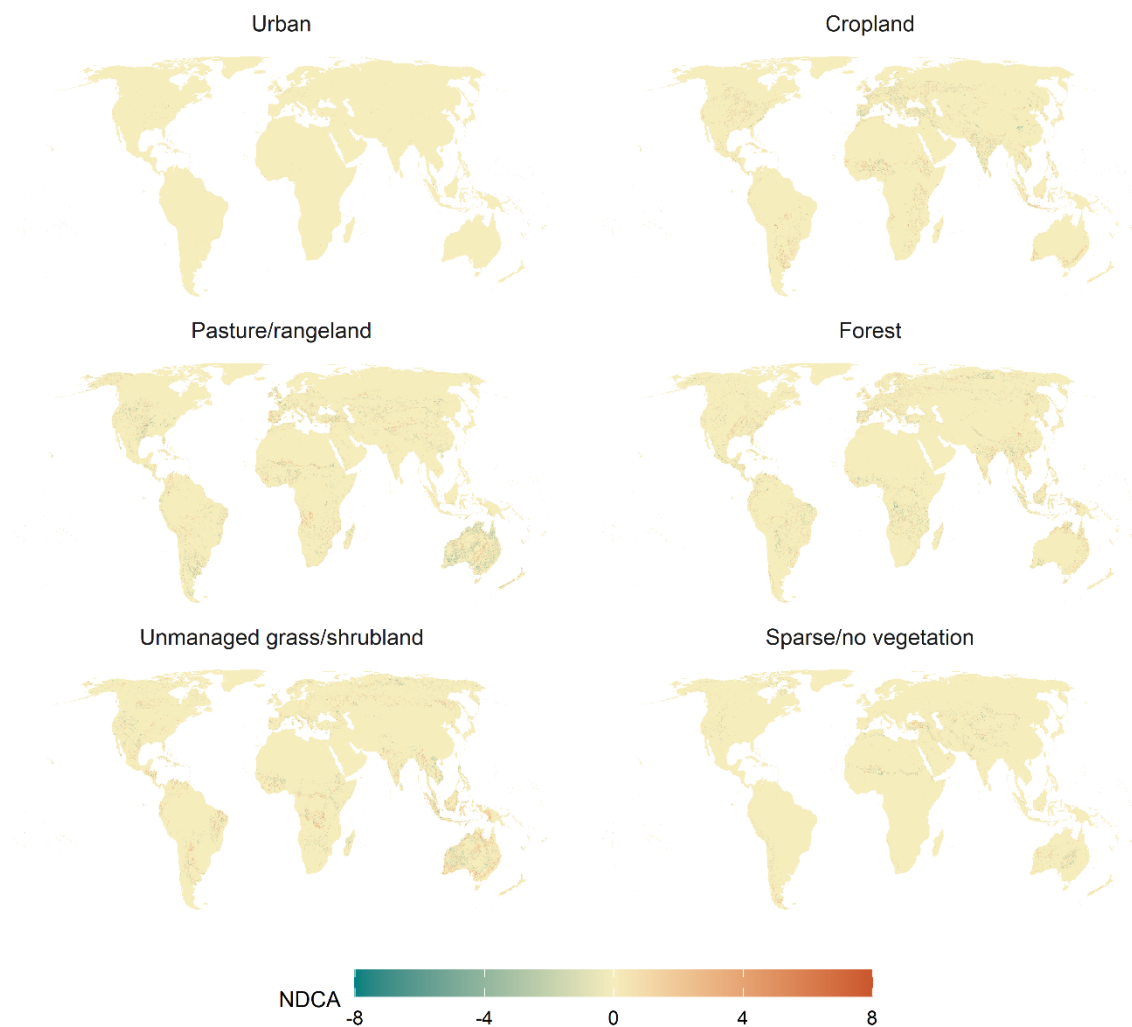 Urban
Cropland
Pasture/rangeland
Forest
Unmanaged grass/shrubland
Sparse/no vegetation
NDCA
-8 -4 0 4 8